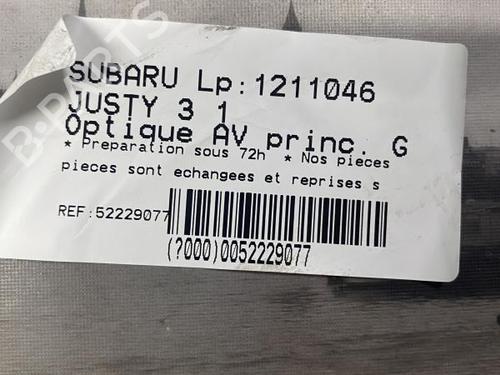 SUBARU Lp:1211046
JUSTY 3 1
Optique AV princ. G
* Preparation sous 72h * Nos pieces
pieces sont echangees et reprises s
REF:52229077
(?000)0052229077
B-PARTS